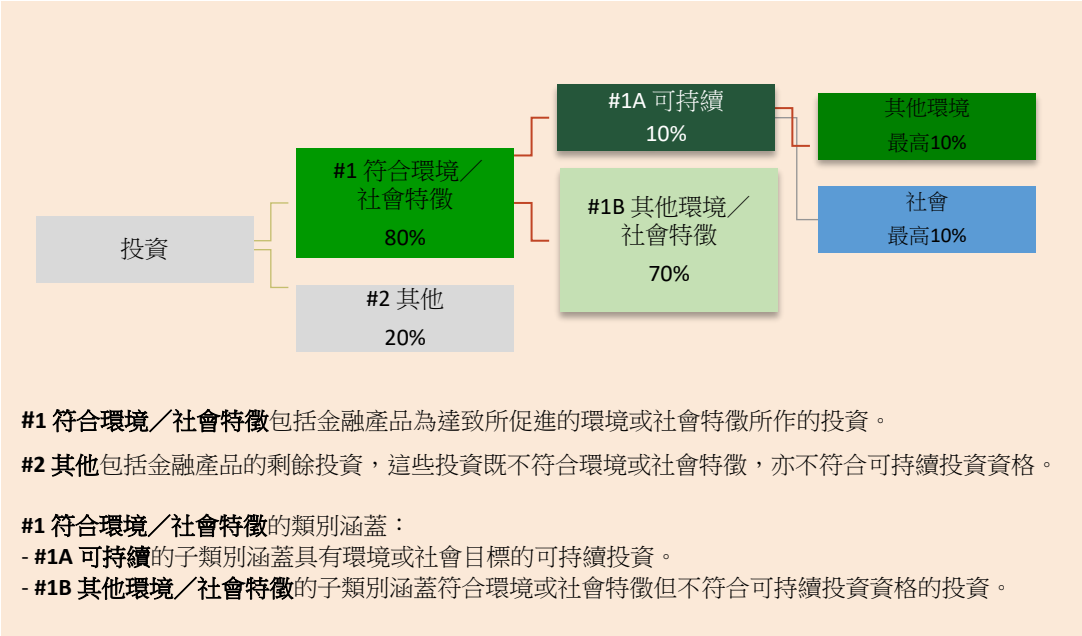 #1A 可持續
10%
其他環境
最高10%
#1 符合環境／
社會特徵
80%
#1B 其他環境／
社會特徵
70%
社會
最高10%
投資
#2 其他
20%
#1 符合環境／社會特徵包括金融產品為達致所促進的環境或社會特徵所作的投資。
#2 其他包括金融產品的剩餘投資，這些投資既不符合環境或社會特徵，亦不符合可持續投資資格。
#1 符合環境／社會特徵的類別涵蓋：
- #1A 可持續的子類別涵蓋具有環境或社會目標的可持續投資。
- #1B 其他環境／社會特徵的子類別涵蓋符合環境或社會特徵但不符合可持續投資資格的投資。